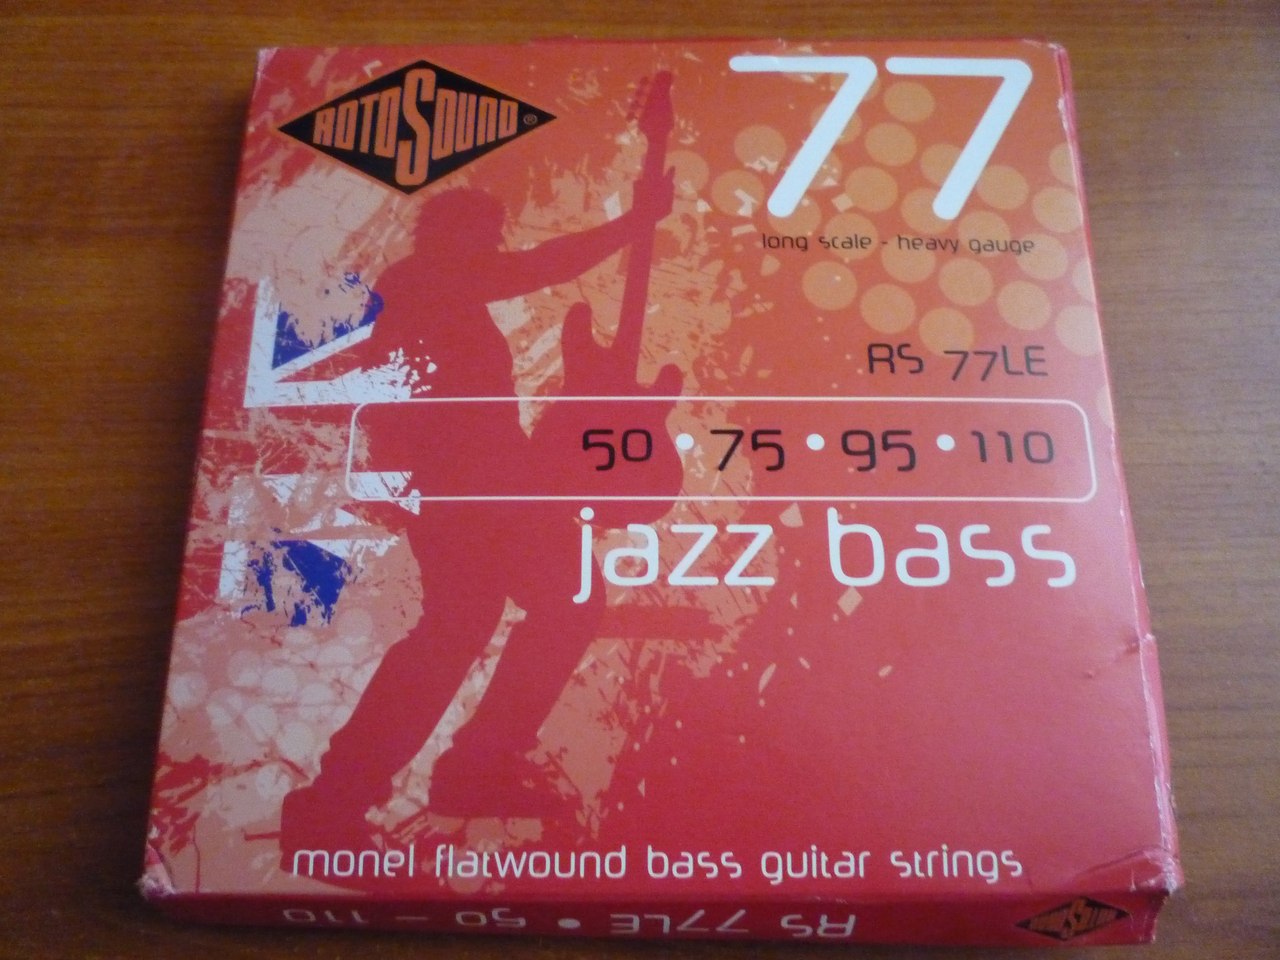 ROTOSOUND®
77
long scale - heavy gauge
RS 77LE
50 • 75 • 95 • 110
jazz bass
monel flatwound bass guitar strings
RS 77LE • 50 - 110
ROTOSOUND